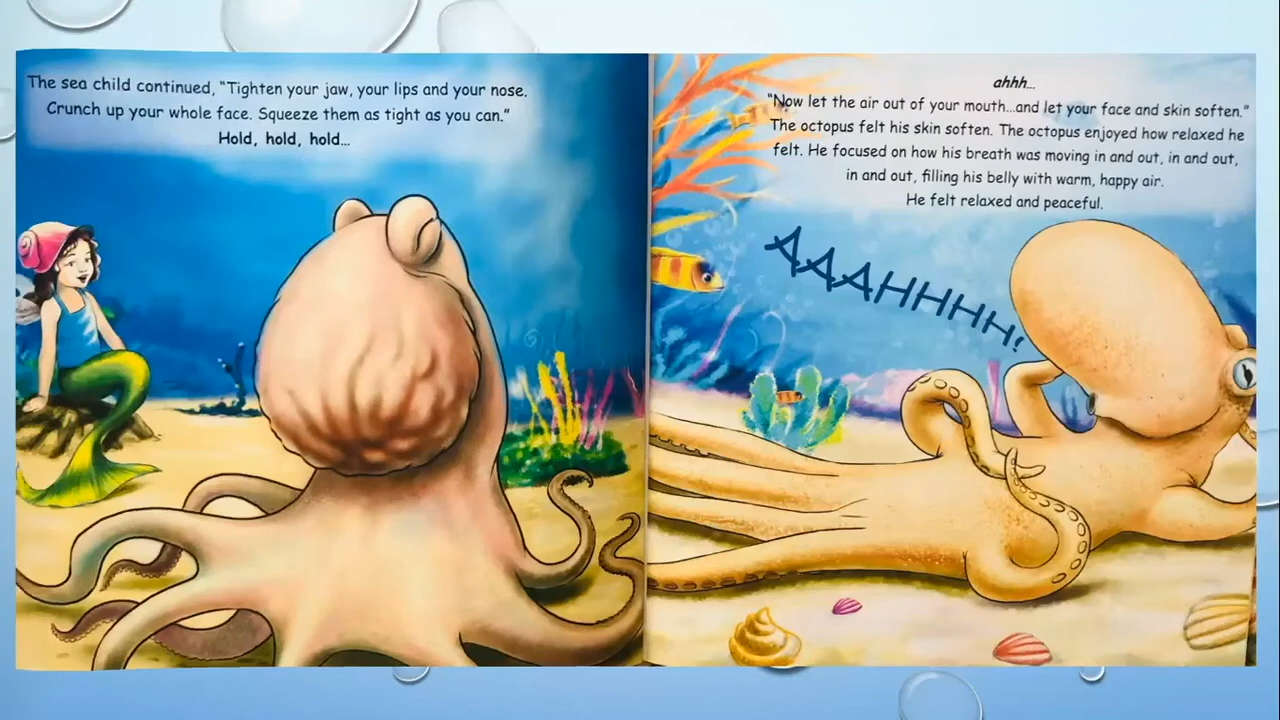 The sea child continued, "Tighten your jaw, your lips and your nose.
Crunch up your whole face. Squeeze them as tight as you can."
Hold, hold, hold...
ahhh...
"Now let the air out of your mouth...and let your face and skin soften."
The octopus felt his skin soften. The octopus enjoyed how relaxed he
felt. He focused on how his breath was moving in and out, in and out,
in and out, filling his belly with warm, happy air.
He felt relaxed and peaceful.
AAAHHHHH!